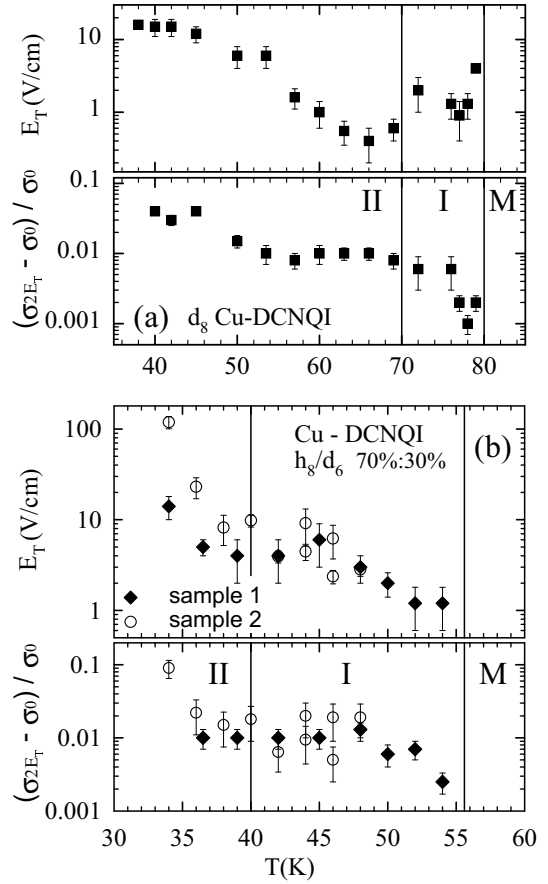 10
1
E_T (V/cm)
0.1
0.01
0.001
(σ_{2E_T} - σ_0) / σ_0
II
I
M
(a) d_8 Cu-DCNQI
40 50 60 70 80
100
10
1
E_T (V/cm)
Cu - DCNQI
h_8/d_6 70%:30%
(b)
sample 1
sample 2
0.1
0.01
0.001
(σ_{2E_T} - σ_0) / σ_0
II
I
M
30 35 40 45 50 55 60
T(K)